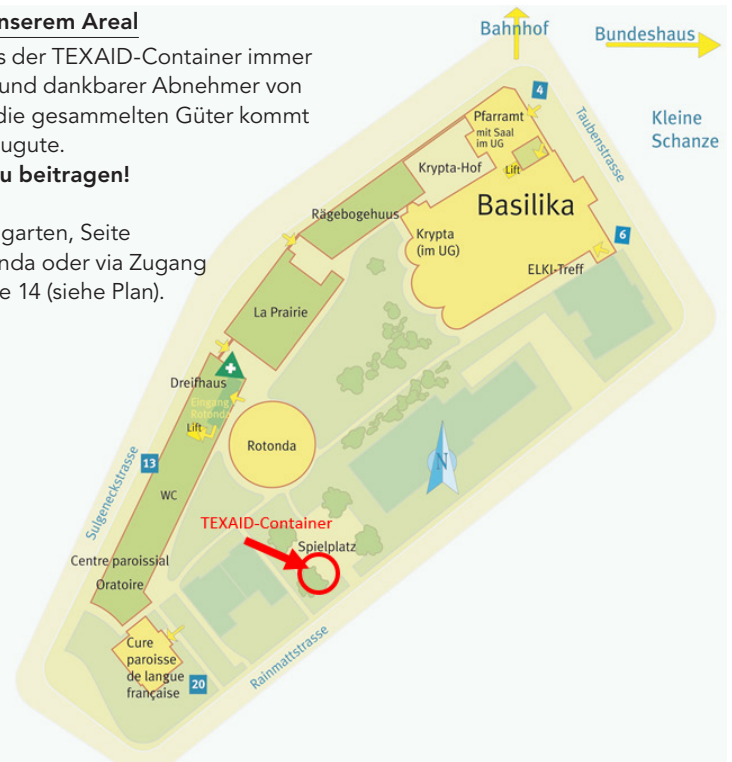 nserem Areal
s der TEXAID-Container immer
und dankbarer Abnehmer von
die gesammelten Güter kommt
ugute.
u beitragen!
garten, Seite
nda oder via Zugang
e 14 (siehe Plan).
Bahnhof
Bundeshaus
4
Pfarramt
mit Saal
im UG
Lift
Taubenstrasse
Kleine
Schanze
Krypta-Hof
Basilika
Rägebogehuus
Krypta
(im UG)
6
ELKI-Treff
La Prairie
Dreifhaus
Eingang
Rotonda
Lift
Rotonda
N
Sulgeneckstrasse
13
WC
TEXAID-Container
Spielplatz
Centre paroissial
Oratoire
Rainmattstrasse
Cure
paroisse
de langue
française
20